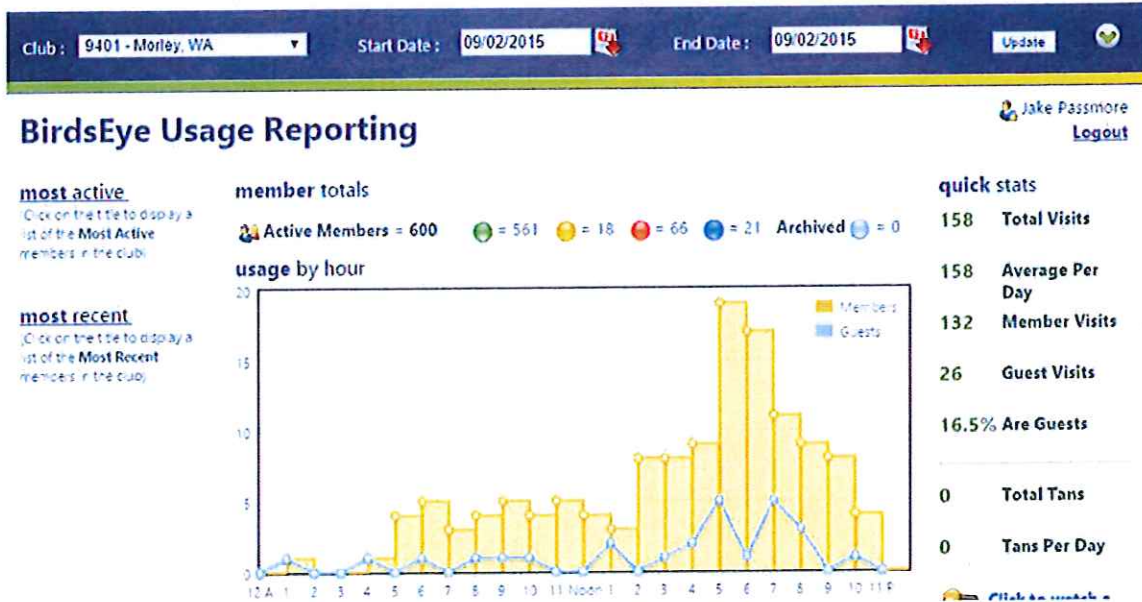 Club : 9401 - Morley, WA Start Date : 09/02/2015 End Date : 09/02/2015 Update
Jake Passmore
Logout
BirdsEye Usage Reporting
most active
(Click on the title to display a
list of the Most Active
members in the club)
most recent
(Click on the title to display a
list of the Most Recent
members in the club)
member totals
Active Members = 600 = 561 = 18 = 66 = 21 Archived = 0
usage by hour
Members
Guests
20
15
10
5
0
12 A 1 2 3 4 5 6 7 8 9 10 11 Noon 1 2 3 4 5 6 7 8 9 10 11 P
quick stats
158 Total Visits
158 Average Per
Day
132 Member Visits
26 Guest Visits
16.5% Are Guests
0 Total Tans
0 Tans Per Day
Click to watch a